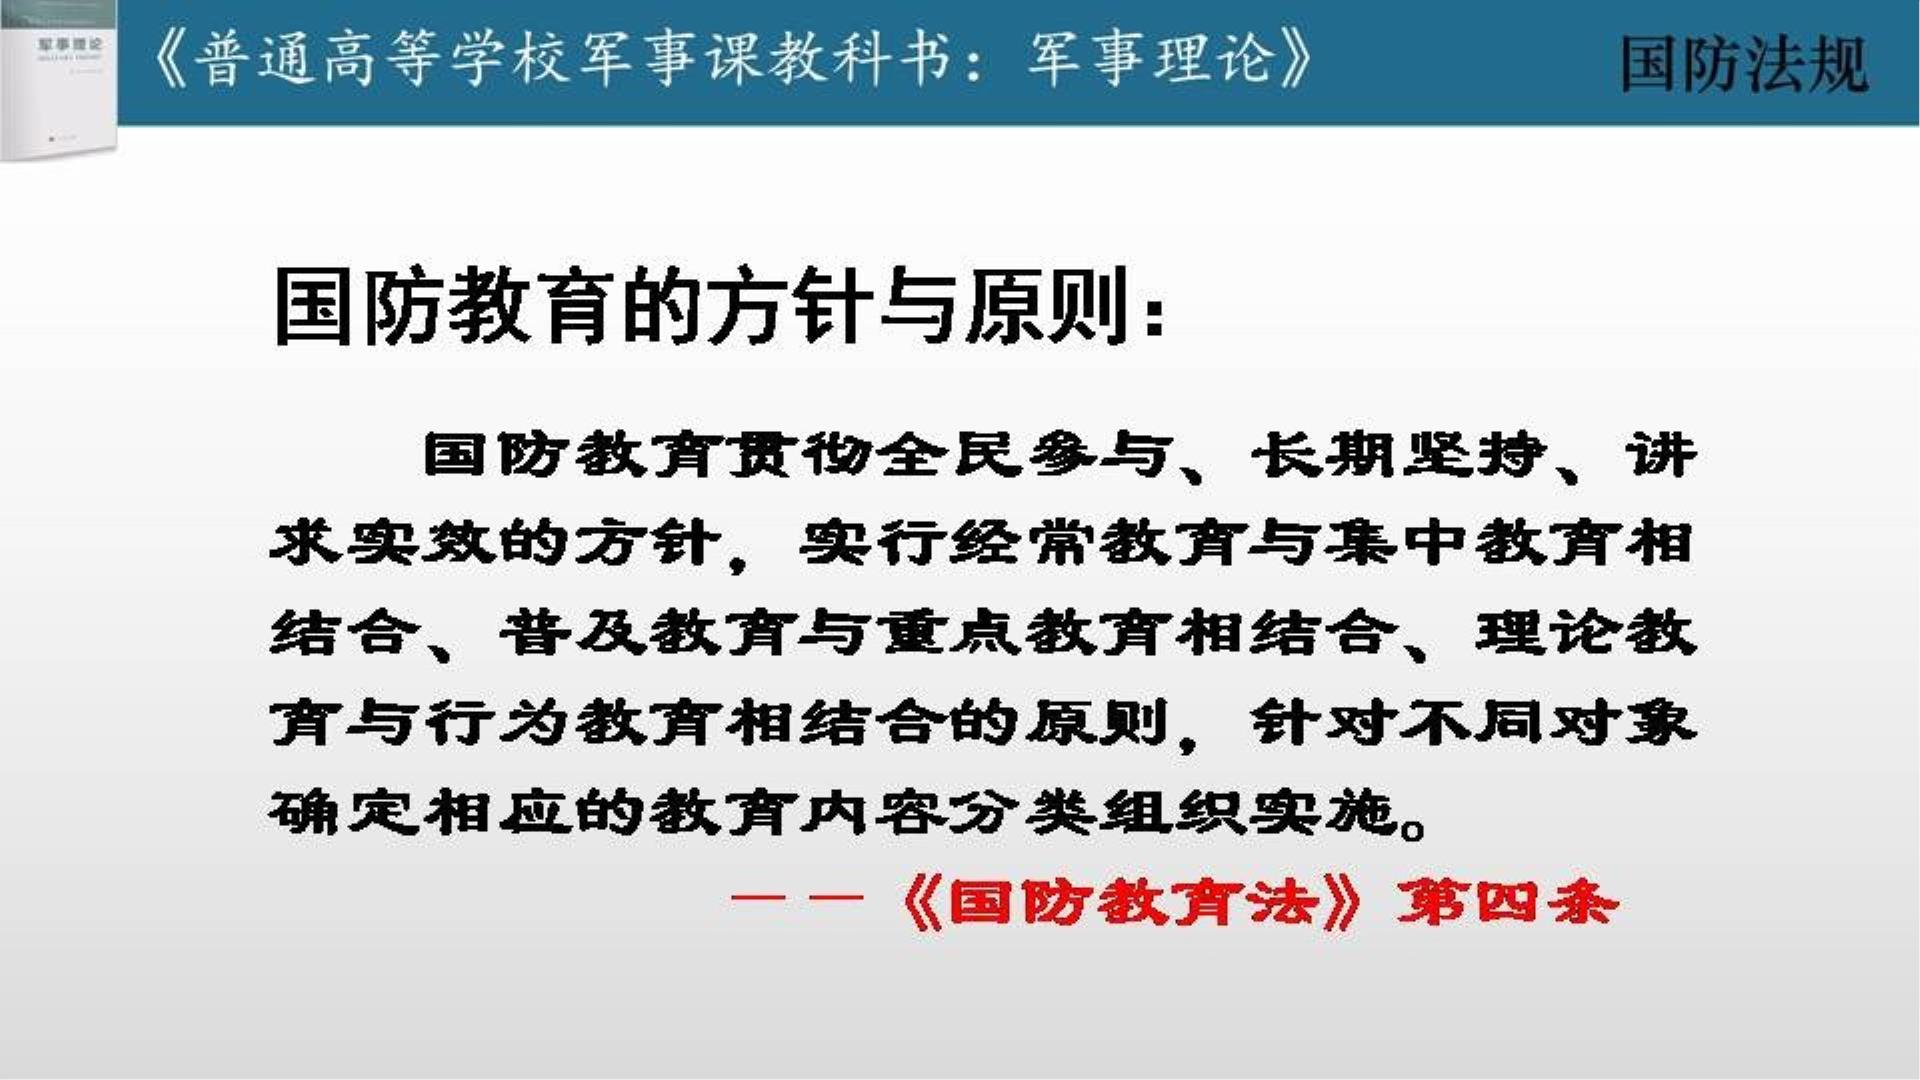 军事理论
《普通高等学校军事课教科书：军事理论》
国防法规
国防教育的方针与原则：
国防教育贯彻全民参与、长期坚持、讲
求实效的方针，实行经常教育与集中教育相
结合、普及教育与重点教育相结合、理论教
育与行为教育相结合的原则，针对不同对象
确定相应的教育内容分类组织实施。
——《国防教育法》第四条